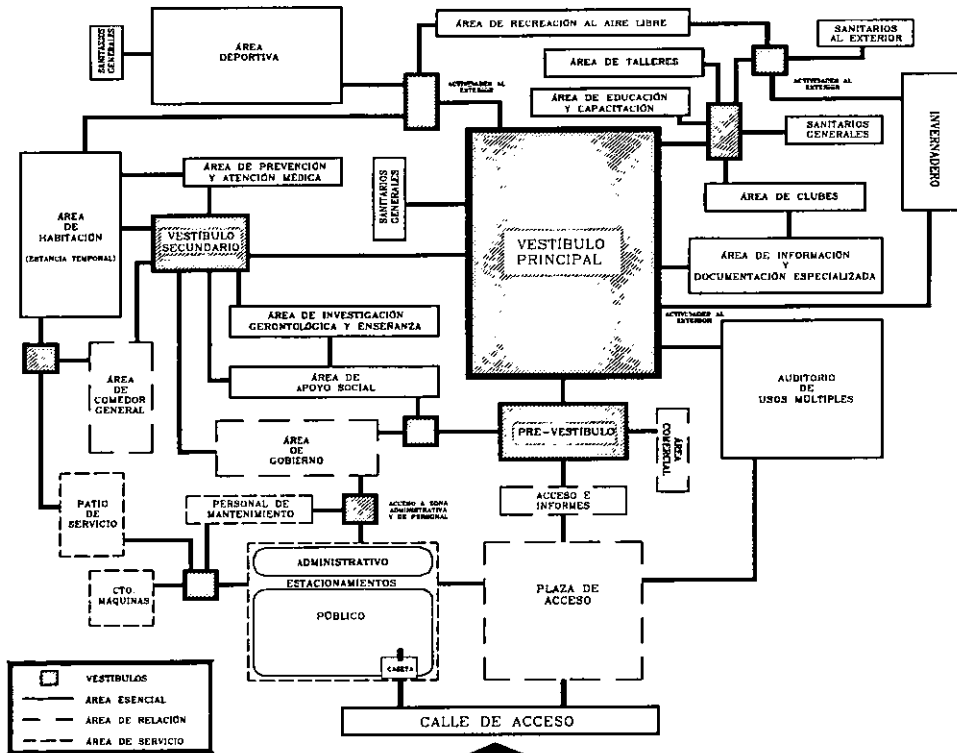 ÁREA DE RECREACIÓN AL AIRE LIBRE
SANITARIOS
AL EXTERIOR
SANITARIOS
GENERALES
ÁREA
DEPORTIVA
ÁREA DE TALLERES
ACTIVIDADES AL
EXTERIOR
ACTIVIDADES AL
EXTERIOR
ÁREA DE EDUCACIÓN
Y CAPACITACIÓN
SANITARIOS
GENERALES
INVERNADERO
ÁREA DE PREVENCIÓN
Y ATENCIÓN MÉDICA
SANITARIOS
GENERALES
ÁREA DE CLUBES
ÁREA
DE
HABITACIÓN
(ESTANCIA TEMPORAL)
VESTÍBULO
SECUNDARIO
VESTÍBULO
PRINCIPAL
ÁREA DE INFORMACIÓN
Y
DOCUMENTACIÓN ESPECIALIZADA
ÁREA DE INVESTIGACIÓN
GERONTOLÓGICA Y ENSEÑANZA
ACTIVIDADES AL
EXTERIOR
ÁREA
DE
COMEDOR
GENERAL
ÁREA DE
APOYO SOCIAL
AUDITORIO
DE
USOS MÚLTIPLES
ÁREA
DE
GOBIERNO
PRE-VESTÍBULO
ÁREA
COMERCIAL
PATIO
DE
SERVICIO
PERSONAL DE
MANTENIMIENTO
ACCESO A ZONA
ADMINISTRATIVA
Y DE PERSONAL
ACCESO E
INFORMES
CTO.
MÁQUINAS
ADMINISTRATIVO
ESTACIONAMIENTOS
PÚBLICO
CASETA
PLAZA DE
ACCESO
CALLE DE ACCESO
VESTÍBULOS
ÁREA ESENCIAL
ÁREA DE RELACIÓN
ÁREA DE SERVICIO